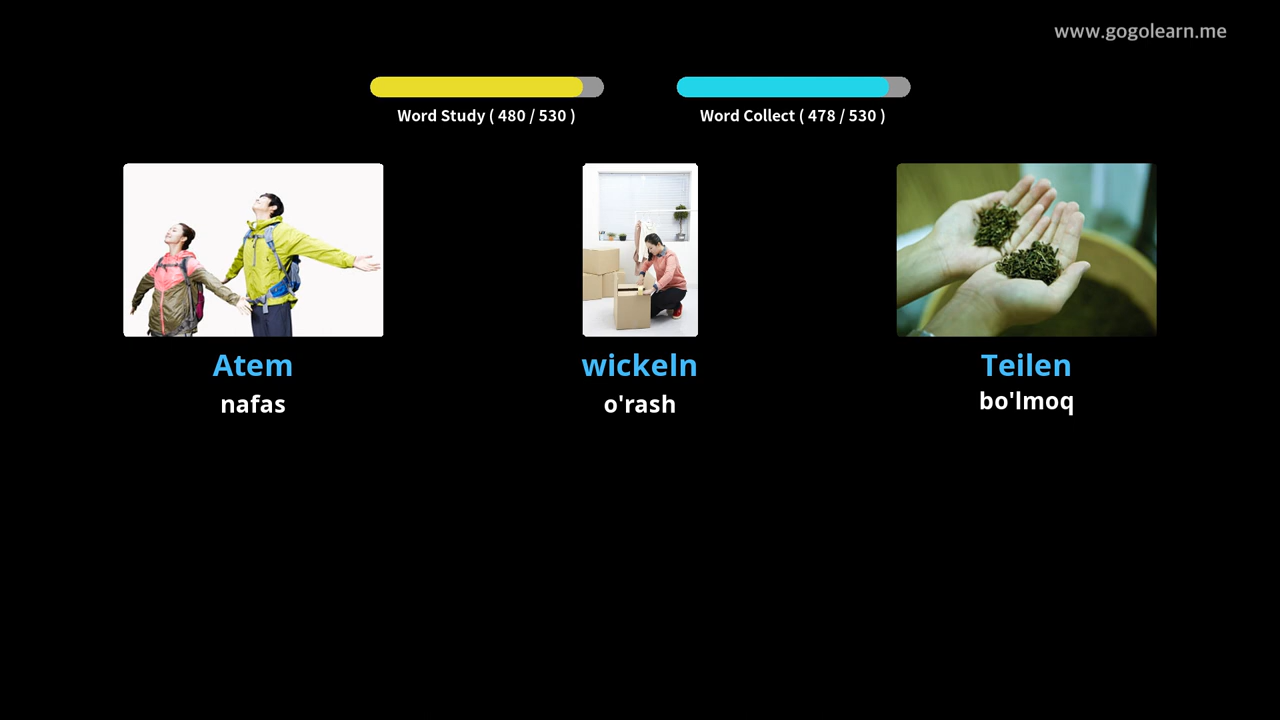 www.gogolearn.me
Word Study ( 480 / 530 )
Word Collect ( 478 / 530 )
Atem
wickeln
Teilen
nafas
o'rash
bo'lmoq